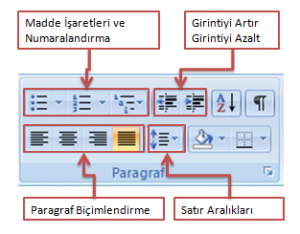 Madde İşaretleri ve
Numaralandırma
Girintiyi Artır
Girintiyi Azalt
A
Z
Paragraf
Paragraf Biçimlendirme
Satır Aralıkları